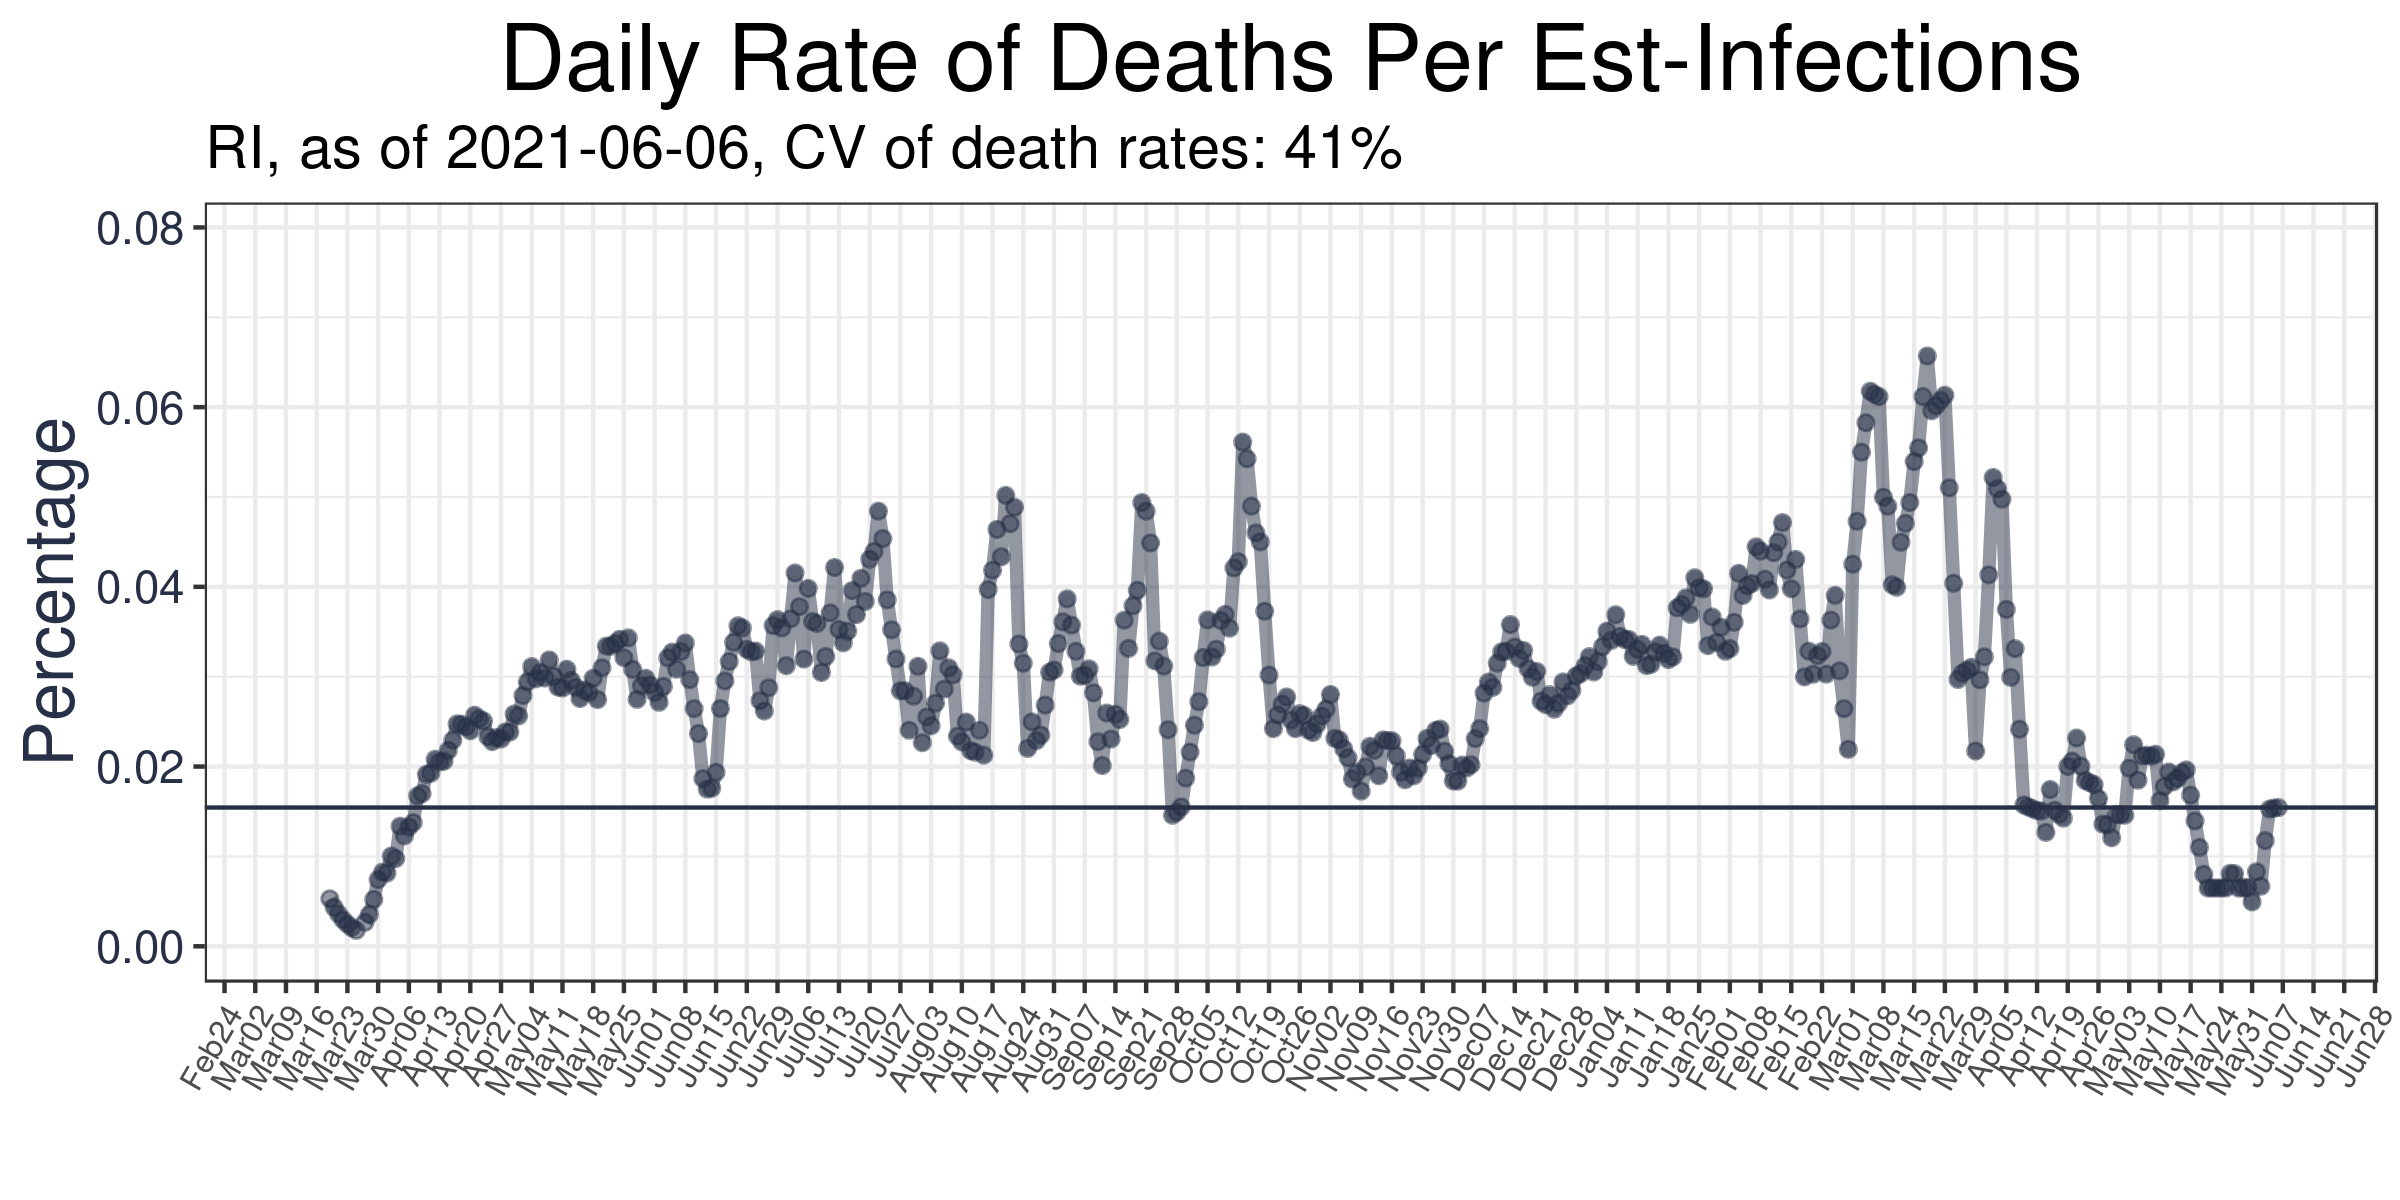 Daily Rate of Deaths Per Est-Infections
RI, as of 2021-06-06, CV of death rates: 41%
Percentage
0.08
0.06
0.04
0.02
0.00
Feb24
Mar02
Mar09
Mar16
Mar23
Mar30
Apr06
Apr13
Apr20
Apr27
May04
May11
May18
May25
Jun01
Jun08
Jun15
Jun22
Jun29
Jul06
Jul13
Jul20
Jul27
Aug03
Aug10
Aug17
Aug24
Aug31
Sep07
Sep14
Sep21
Sep28
Oct05
Oct12
Oct19
Oct26
Nov02
Nov09
Nov16
Nov23
Nov30
Dec07
Dec14
Dec21
Dec28
Jan04
Jan11
Jan18
Jan25
Feb01
Feb08
Feb15
Feb22
Mar01
Mar08
Mar15
Mar22
Mar29
Apr05
Apr12
Apr19
Apr26
May03
May10
May17
May24
May31
Jun07
Jun14
Jun21
Jun28